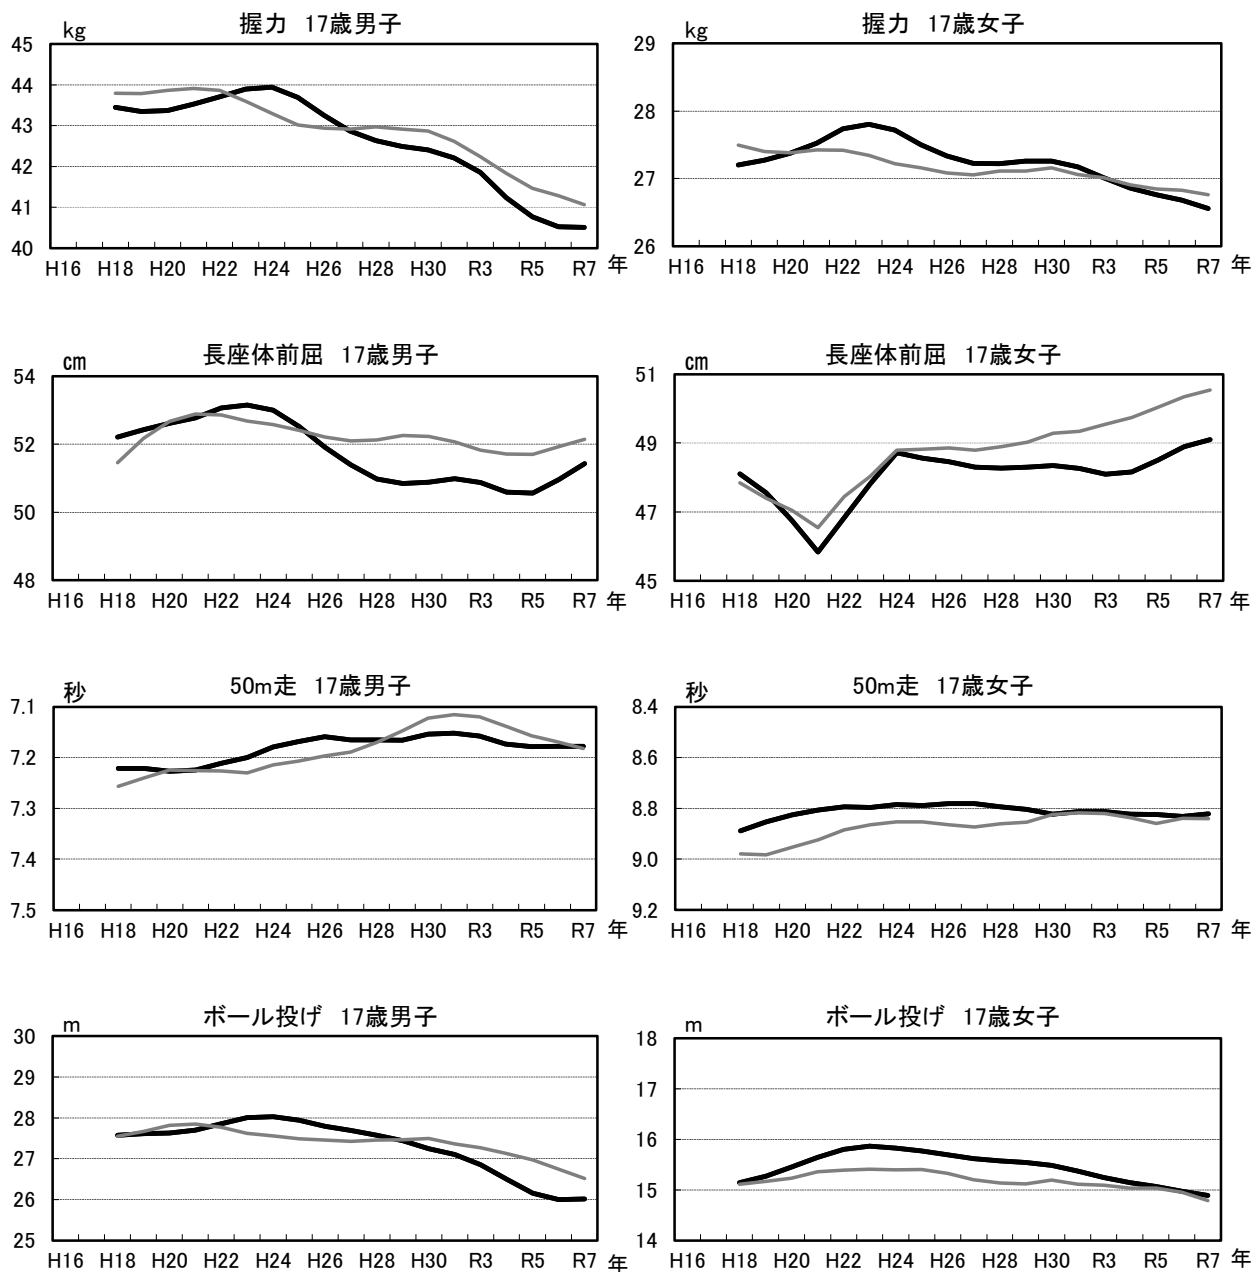 握力 17歳男子
kg
45
44
43
42
41
40
H16 H18 H20 H22 H24 H26 H28 H30 R3 R5 R7 年
握力 17歳女子
kg
29
28
27
26
H16 H18 H20 H22 H24 H26 H28 H30 R3 R5 R7 年
長座体前屈 17歳男子
cm
54
52
50
48
H16 H18 H20 H22 H24 H26 H28 H30 R3 R5 R7 年
長座体前屈 17歳女子
cm
51
49
47
45
H16 H18 H20 H22 H24 H26 H28 H30 R3 R5 R7 年
50m走 17歳男子
秒
7.1
7.2
7.3
7.4
7.5
H16 H18 H20 H22 H24 H26 H28 H30 R3 R5 R7 年
50m走 17歳女子
秒
8.4
8.6
8.8
9.0
9.2
H16 H18 H20 H22 H24 H26 H28 H30 R3 R5 R7 年
ボール投げ 17歳男子
m
30
29
28
27
26
25
H16 H18 H20 H22 H24 H26 H28 H30 R3 R5 R7 年
ボール投げ 17歳女子
m
18
17
16
15
14
H16 H18 H20 H22 H24 H26 H28 H30 R3 R5 R7 年